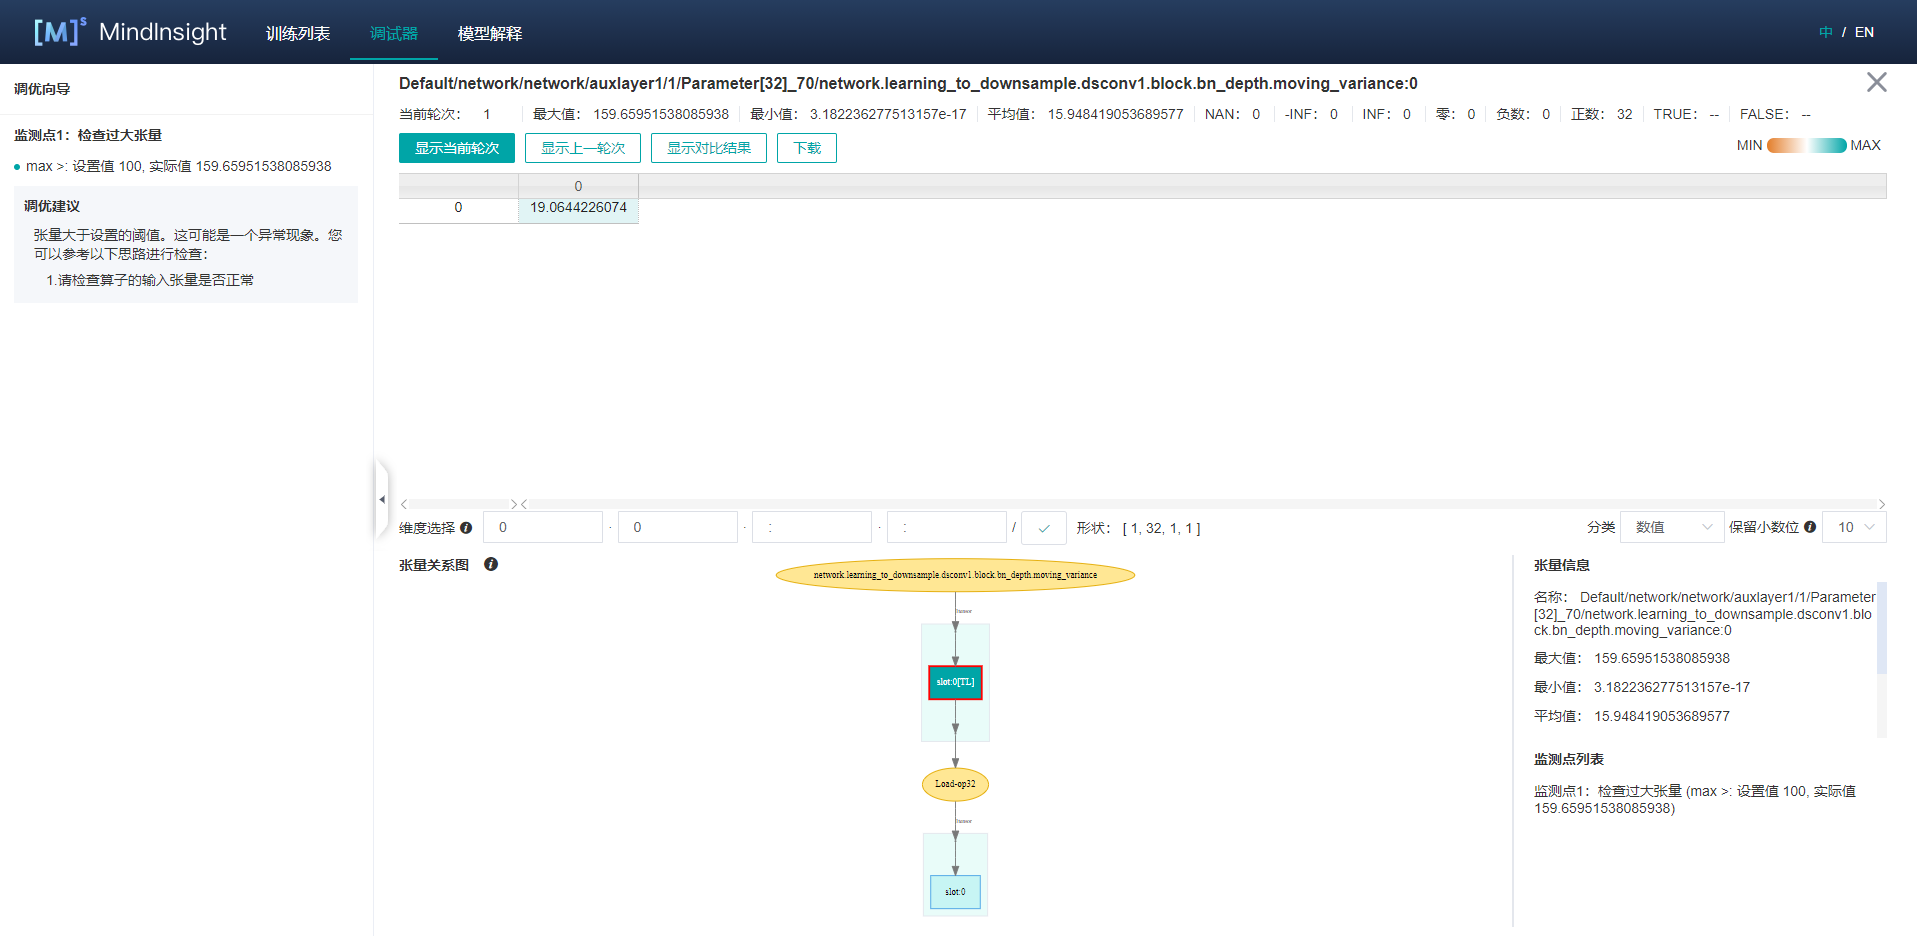 [M]s MindInsight 训练列表 调试器 模型解释 中 / EN
调优向导
监测点1：检查过大张量
max >: 设置值 100, 实际值 159.65951538085938
调优建议
张量大于设置的阈值。这可能是一个异常现象。您
可以参考以下思路进行检查：
1.请检查算子的输入张量是否正常
Default/network/network/auxlayer1/1/Parameter[32]_70/network.learning_to_downsample.dsconv1.block.bn_depth.moving_variance:0
当前轮次： 1 最大值： 159.65951538085938 最小值： 3.182236277513157e-17 平均值： 15.948419053689577 NAN： 0 -INF： 0 INF： 0 零： 0 负数： 0 正数： 32 TRUE： -- FALSE： --
显示当前轮次 显示上一轮次 显示对比结果 下载 MIN MAX
0
0 19.0644226074
维度选择 0 · 0 · : · : / 形状： [ 1, 32, 1, 1 ] 分类 数值 保留小数位 10
张量关系图
network.learning_to_downsample.dsconv1.block.bn_depth.moving_variance
Tensor
slot:0[TL]
Load-op32
Tensor
slot:0
张量信息
名称： Default/network/network/auxlayer1/1/Parameter
[32]_70/network.learning_to_downsample.dsconv1.blo
ck.bn_depth.moving_variance:0
最大值： 159.65951538085938
最小值： 3.182236277513157e-17
平均值： 15.948419053689577
监测点列表
监测点1：检查过大张量 (max >: 设置值 100, 实际值
159.65951538085938)